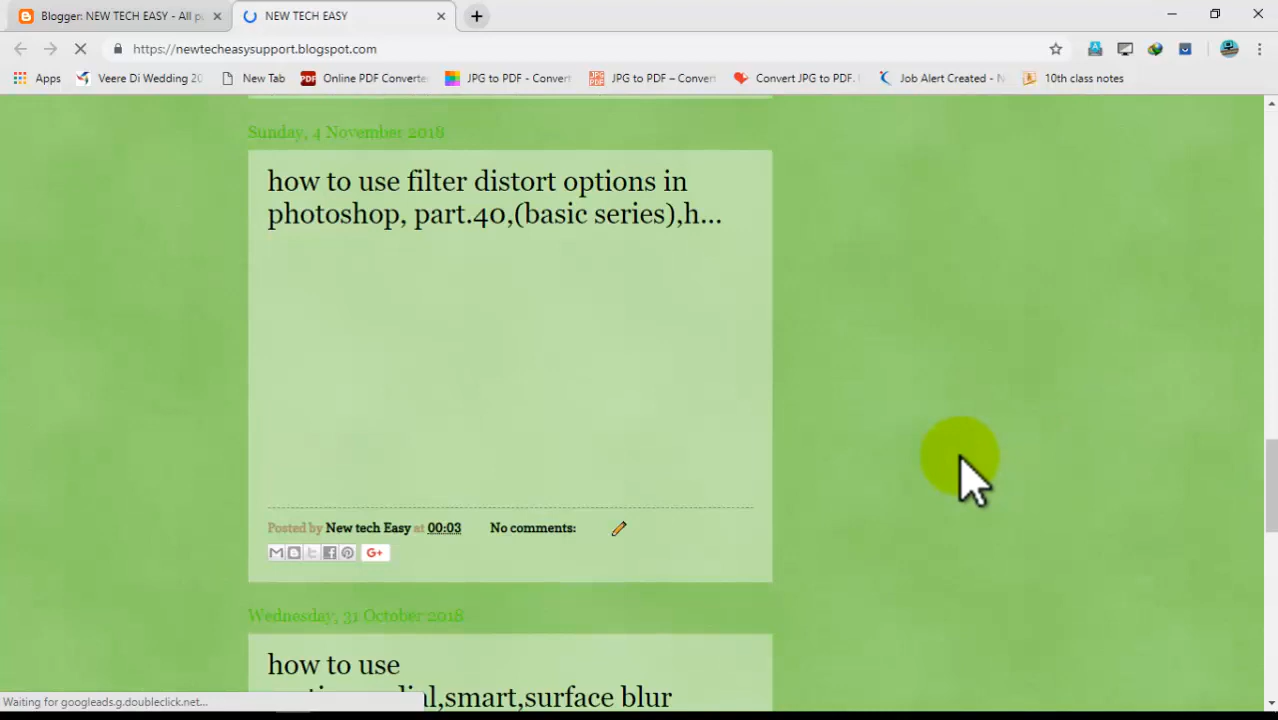 Blogger: NEW TECH EASY - All p
NEW TECH EASY
https://newtecheasysupport.blogspot.com
Apps
Veere Di Wedding 20
New Tab
PDF
Online PDF Converte
JPG to PDF - Convert
JPG to PDF – Convert
Convert JPG to PDF.
Job Alert Created - N
10th class notes
Sunday, 4 November 2018
how to use filter distort options in
photoshop, part.40,(basic series),h...
Posted by New tech Easy at 00:03
No comments:
G+
Wednesday, 31 October 2018
how to use
surface blur
Waiting for googleads.g.doubleclick.net...